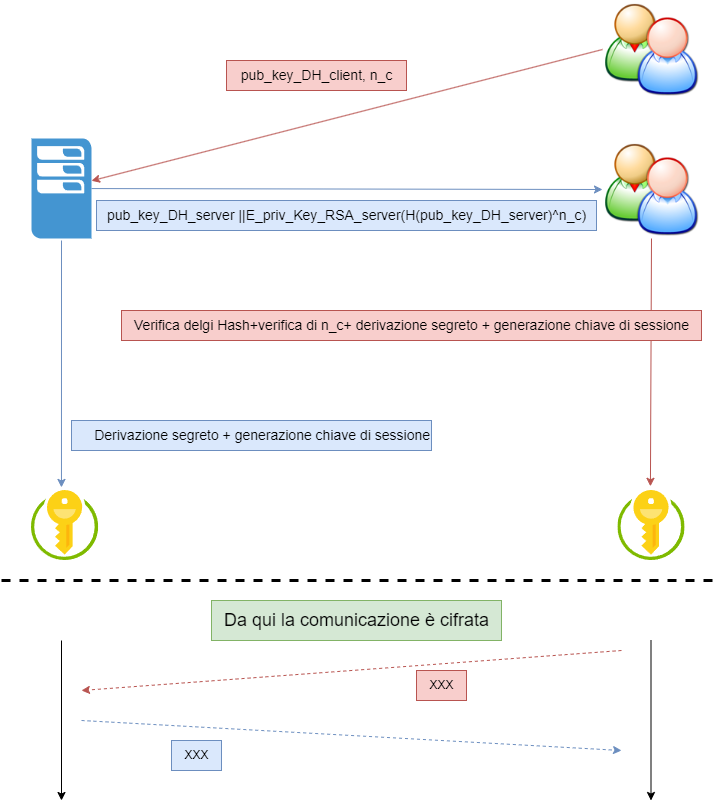 pub_key_DH_client, n_c
pub_key_DH_server ||E_priv_Key_RSA_server(H(pub_key_DH_server)^n_c)
Verifica delgi Hash+verifica di n_c+ derivazione segreto + generazione chiave di sessione
Derivazione segreto + generazione chiave di sessione
Da qui la comunicazione è cifrata
XXX
XXX